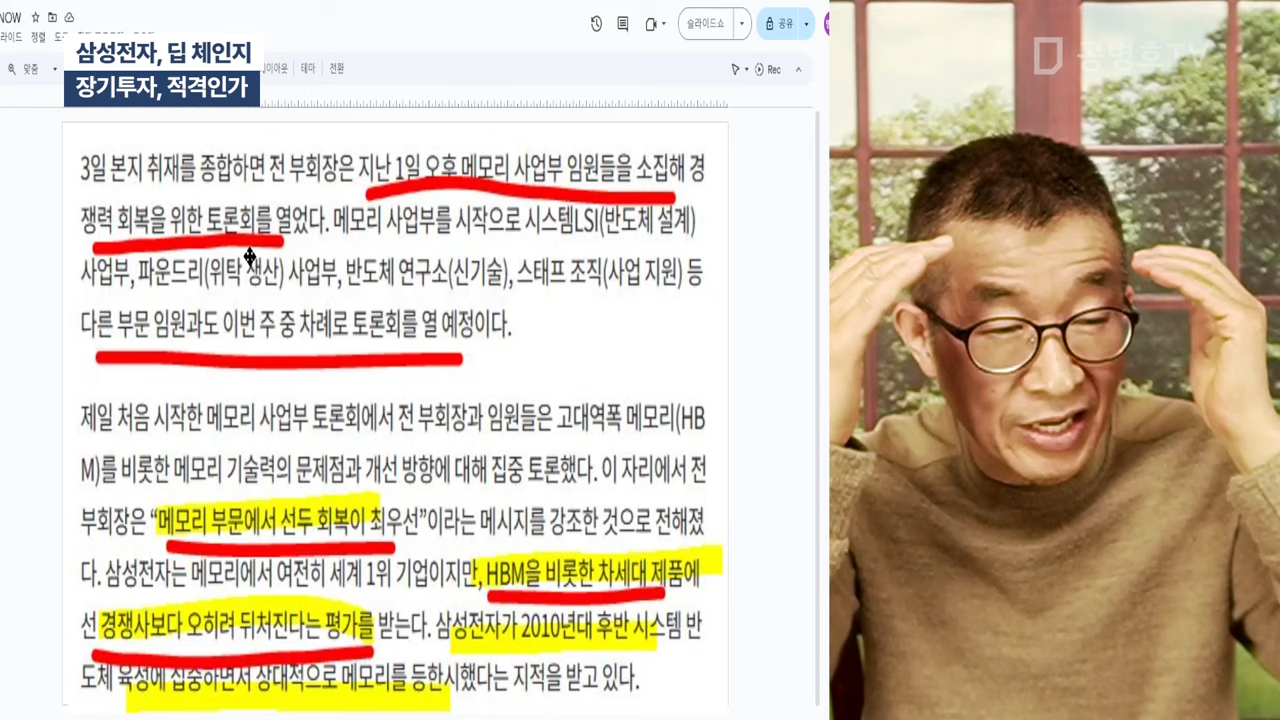 NOW
슬라이드쇼
공유
라이드 정렬
삼성전자, 딥 체인지
장기투자, 적격인가
맞춤
테마
전환
Rec
공병호TV
3일 본지 취재를 종합하면 전 부회장은 지난 1일 오후 메모리 사업부 임원들을 소집해 경
쟁력 회복을 위한 토론회를 열었다. 메모리 사업부를 시작으로 시스템LSI(반도체 설계)
사업부, 파운드리(위탁 생산) 사업부, 반도체 연구소(신기술), 스태프 조직(사업 지원) 등
다른 부문 임원과도 이번 주 중 차례로 토론회를 열 예정이다.
제일 처음 시작한 메모리 사업부 토론회에서 전 부회장과 임원들은 고대역폭 메모리(HB
M)를 비롯한 메모리 기술력의 문제점과 개선 방향에 대해 집중 토론했다. 이 자리에서 전
부회장은 “메모리 부문에서 선두 회복이 최우선”이라는 메시지를 강조한 것으로 전해졌
다. 삼성전자는 메모리에서 여전히 세계 1위 기업이지만, HBM을 비롯한 차세대 제품에
선 경쟁사보다 오히려 뒤처진다는 평가를 받는다. 삼성전자가 2010년대 후반 시스템 반
도체 육성에 집중하면서 상대적으로 메모리를 등한시했다는 지적을 받고 있다.